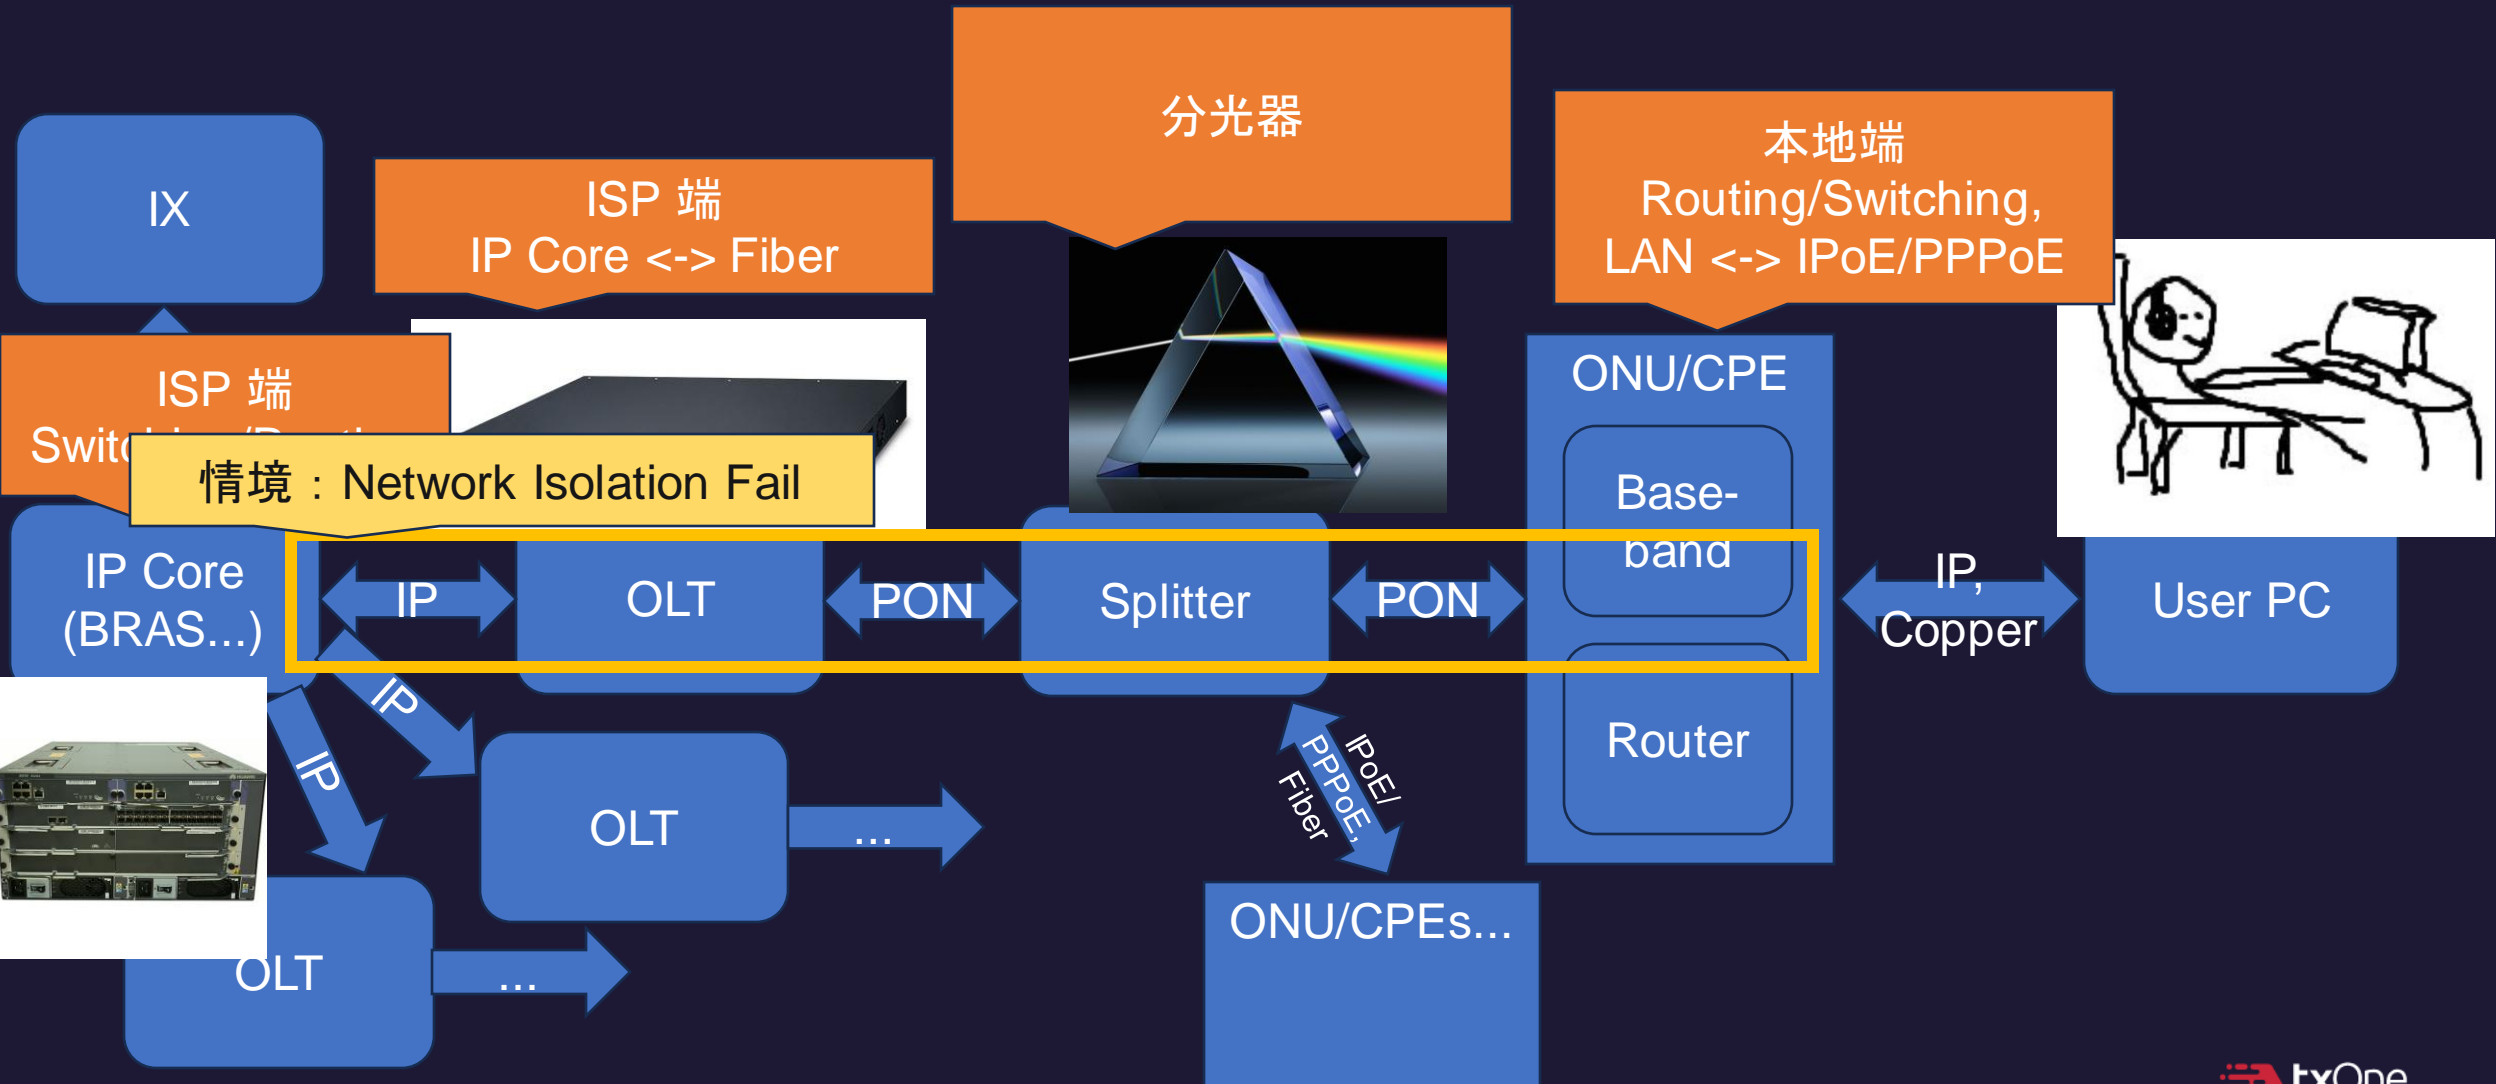 分光器
本地端
Routing/Switching,
LAN <-> IPoE/PPPoE
IX
ISP 端
IP Core <-> Fiber
ISP 端
情境：Network Isolation Fail
ONU/CPE
Base-
band
Router
IP Core
(BRAS...)
IP
OLT
PON
Splitter
PON
IP,
Copper
User PC
IP
IP
OLT
...
OLT
...
IPoE/
PPPoE,
Fiber
ONU/CPEs...
txOne